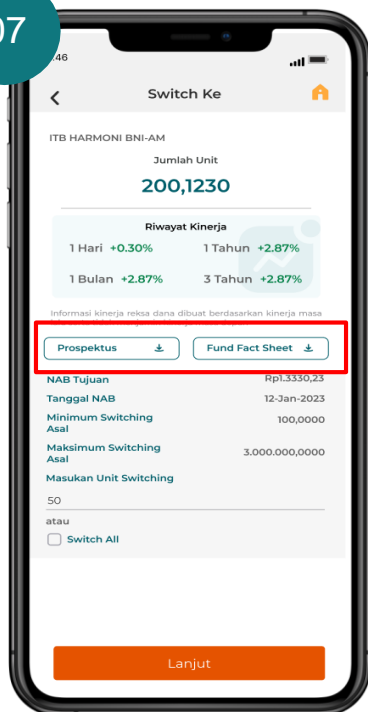 07
:46
Switch Ke
ITB HARMONI BNI-AM
Jumlah Unit
200,1230
Riwayat Kinerja
1 Hari +0.30% 1 Tahun +2.87%
1 Bulan +2.87% 3 Tahun +2.87%
Informasi kinerja reksa dana dibuat berdasarkan kinerja masa
Prospektus Fund Fact Sheet
NAB Tujuan Rp1.3330,23
Tanggal NAB 12-Jan-2023
Minimum Switching
Asal 100,0000
Maksimum Switching
Asal 3.000.000,0000
Masukan Unit Switching
50
atau
Switch All
Lanjut